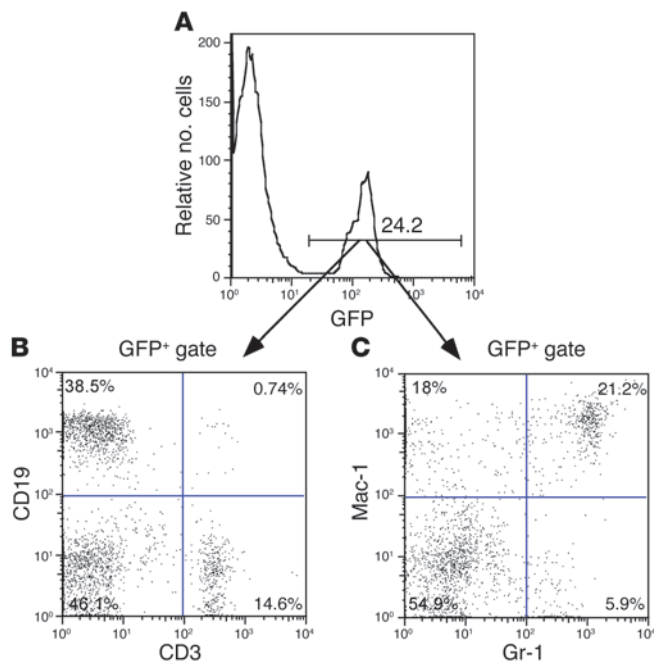 A
Relative no. cells
200
150
100
50
0
24.2
10⁰ 10¹ 10² 10³ 10⁴
GFP
B
GFP⁺ gate
CD19
10⁴
10³
10²
10¹
10⁰
38.5% 0.74%
46.1% 14.6%
10⁰ 10¹ 10² 10³ 10⁴
CD3
C
GFP⁺ gate
Mac-1
10⁴
10³
10²
10¹
10⁰
18% 21.2%
54.9% 5.9%
10⁰ 10¹ 10² 10³ 10⁴
Gr-1